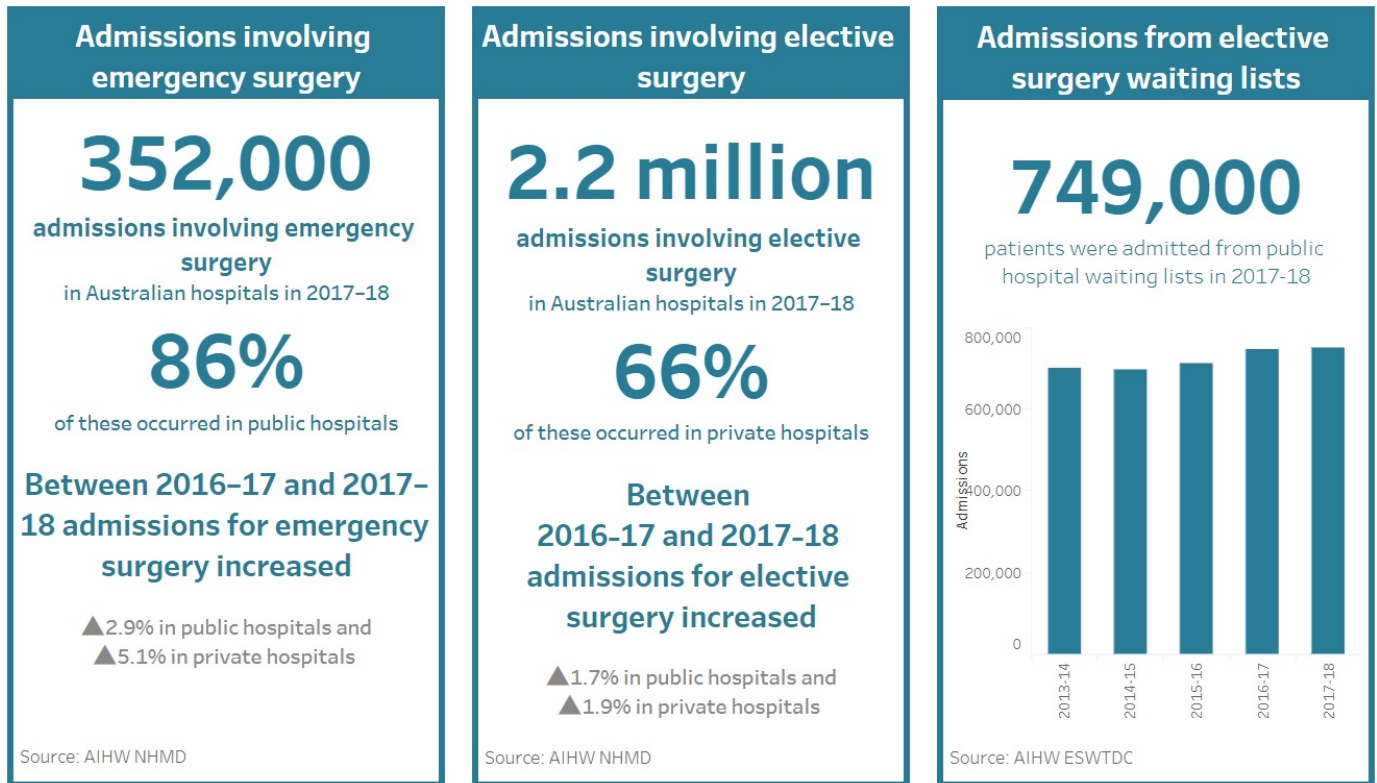 Admissions involving
emergency surgery
352,000
admissions involving emergency
surgery
in Australian hospitals in 2017–18
86%
of these occurred in public hospitals
Between 2016–17 and 2017–
18 admissions for emergency
surgery increased
▲2.9% in public hospitals and
▲5.1% in private hospitals
Source: AIHW NHMD
Admissions involving elective
surgery
2.2 million
admissions involving elective
surgery
in Australian hospitals in 2017–18
66%
of these occurred in private hospitals
Between
2016-17 and 2017-18
admissions for elective
surgery increased
▲1.7% in public hospitals and
▲1.9% in private hospitals
Source: AIHW NHMD
Admissions from elective
surgery waiting lists
749,000
patients were admitted from public
hospital waiting lists in 2017-18
800,000
600,000
400,000
200,000
0
Admissions
2013-14
2014-15
2015-16
2016-17
2017-18
Source: AIHW ESWTDC